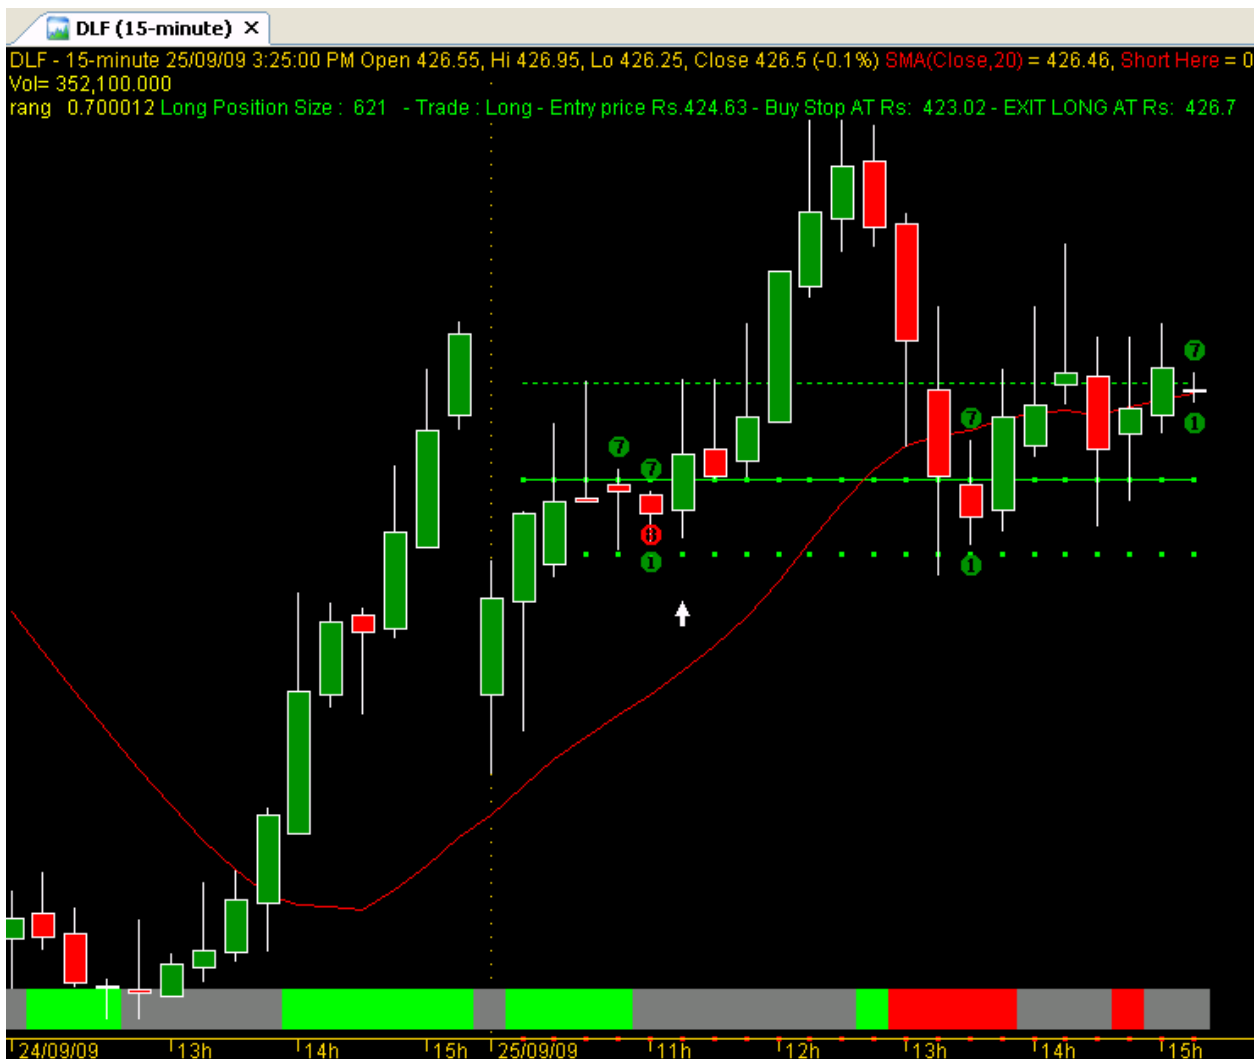 DLF (15-minute)
DLF - 15-minute 25/09/09 3:25:00 PM Open 426.55, Hi 426.95, Lo 426.25, Close 426.5 (-0.1%) SMA(Close,20) = 426.46, Short Here = 0
Vol= 352,100.000
rang 0.700012 Long Position Size : 621 - Trade : Long - Entry price Rs.424.63 - Buy Stop AT Rs: 423.02 - EXIT LONG AT Rs: 426.7
7
7
7
7
1
1
1
24/09/09 13h 14h 15h 25/09/09 11h 12h 13h 14h 15h